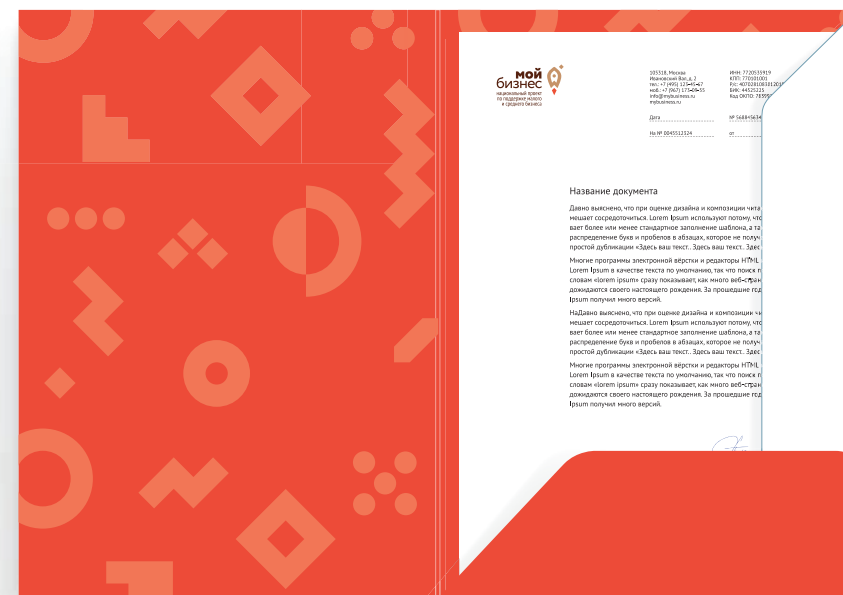 мой
бизнес
национальный проект
по поддержке малого
и среднего бизнеса
105318, Москва
Ивановский Вал, д. 2
тел.: +7 (495) 123-45-67
моб.: +7 (967) 173-09-55
info@mybusiness.ru
mybusiness.ru
ИНН: 7720535919
КПП: 770101001
Р/с:
БИК: 44525225
Код ОКПО:
Дата
№
На № 0045512324
от
Название документа
Давно выяснено, что при оценке дизайна и композиции чита
мешает сосредоточиться. Lorem Ipsum используют потому, что
вает более или менее стандартное заполнение шаблона, а та
распределение букв и пробелов в абзацах, которое не получ
простой дубликации «Здесь ваш текст.. Здесь ваш текст.. Здес
Многие программы электронной вёрстки и редакторы HTML
Lorem Ipsum в качестве текста по умолчанию, так что поиск п
словам «lorem ipsum» сразу показывает, как много веб-стран
дожидаются своего настоящего рождения. За прошедшие год
Ipsum получил много версий.
НаДавно выяснено, что при оценке дизайна и композиции чи
мешает сосредоточиться. Lorem Ipsum используют потому, что
вает более или менее стандартное заполнение шаблона, а та
распределение букв и пробелов в абзацах, которое не получ
простой дубликации «Здесь ваш текст.. Здесь ваш текст.. Здес
Многие программы электронной вёрстки и редакторы HTML
Lorem Ipsum в качестве текста по умолчанию, так что поиск п
словам «lorem ipsum» сразу показывает, как много веб-стран
дожидаются своего настоящего рождения. За прошедшие год
Ipsum получил много версий.